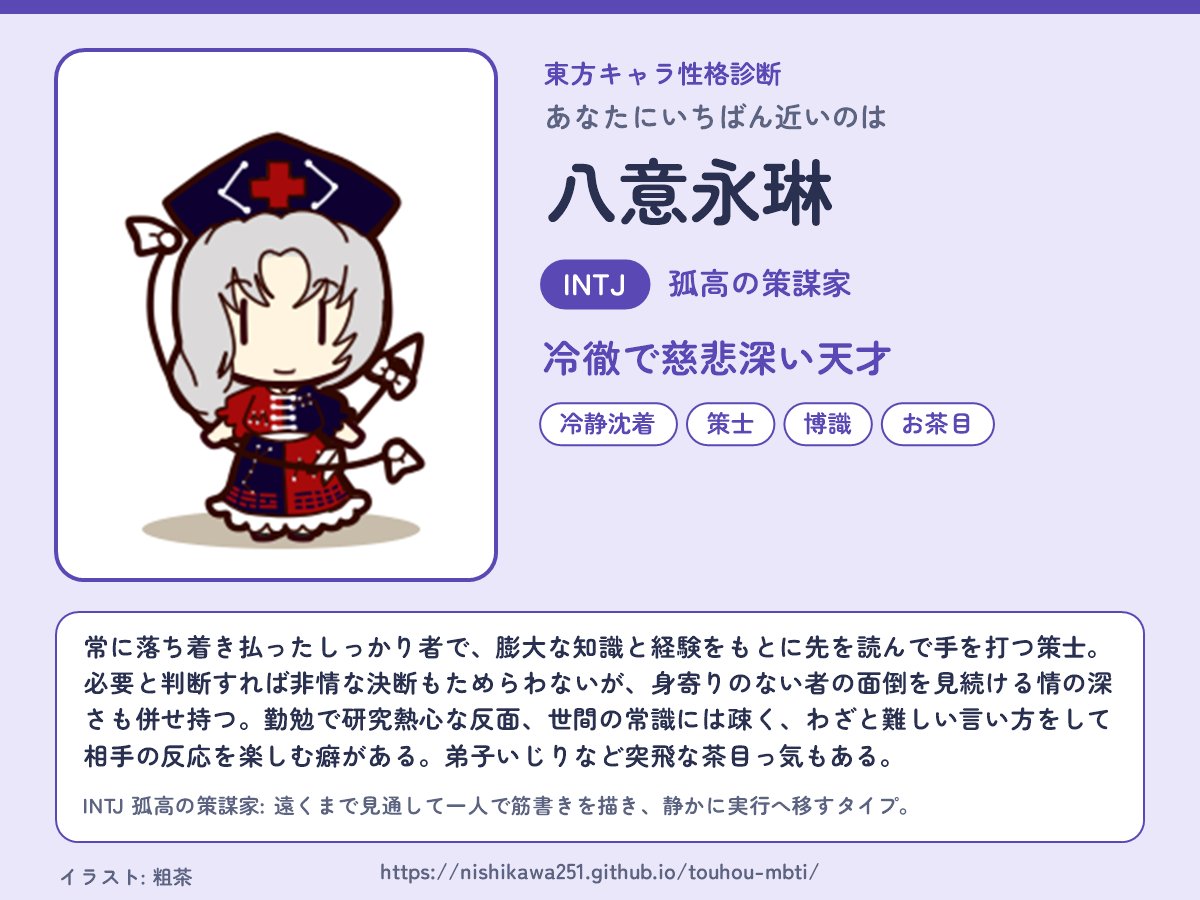 東方キャラ性格診断
あなたにいちばん近いのは
八意永琳
INTJ 孤高の策謀家
冷徹で慈悲深い天才
冷静沈着 策士 博識 お茶目
常に落ち着き払ったしっかり者で、膨大な知識と経験をもとに先を読んで手を打つ策士。
必要と判断すれば非情な決断もためらわないが、身寄りのない者の面倒を見続ける情の深
さも併せ持つ。勤勉で研究熱心な反面、世間の常識には疎く、わざと難しい言い方をして
相手の反応を楽しむ癖がある。弟子いじりなど突飛な茶目っ気もある。
INTJ 孤高の策謀家: 遠くまで見通して一人で筋書きを描き、静かに実行へ移すタイプ。
イラスト: 粗茶
https://nishikawa251.github.io/touhou-mbti/